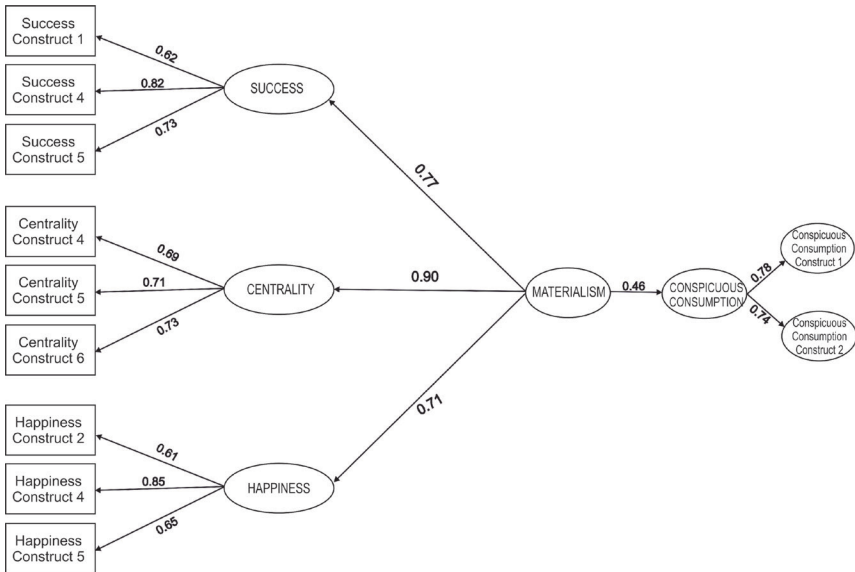 Success
Construct 1
0.62
Success
Construct 4
0.82
SUCCESS
Success
Construct 5
0.73
0.77
Centrality
Construct 4
0.69
Centrality
Construct 5
0.71
CENTRALITY
0.90
MATERIALISM
0.46
CONSPICUOUS
CONSUMPTION
0.78
Conspicuous
Consumption
Construct 1
0.74
Conspicuous
Consumption
Construct 2
Centrality
Construct 6
0.73
0.71
Happiness
Construct 2
0.61
Happiness
Construct 4
0.85
HAPPINESS
Happiness
Construct 5
0.65